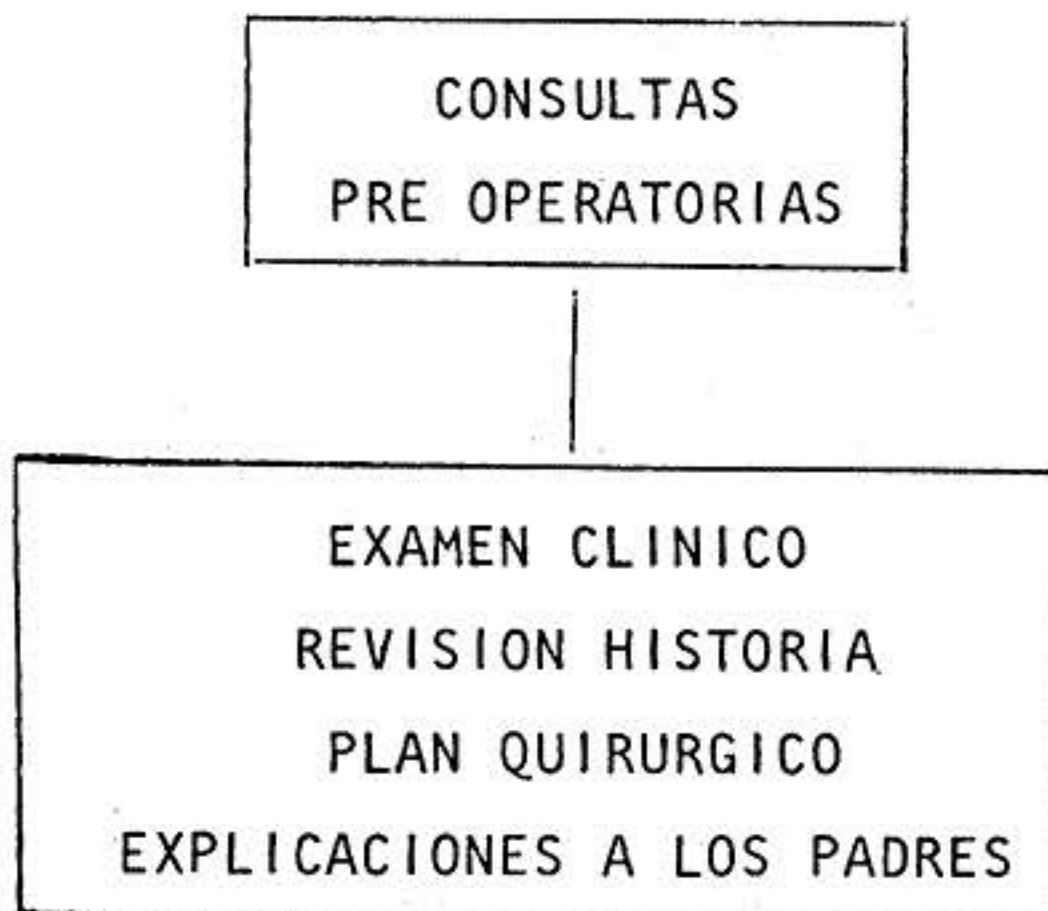 CONSULTAS
PRE OPERATORIAS
EXAMEN CLINICO
REVISION HISTORIA
PLAN QUIRURGICO
EXPLICACIONES A LOS PADRES